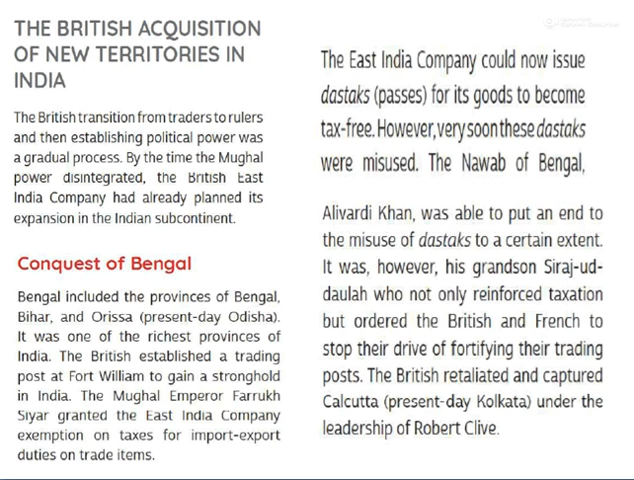 THE BRITISH ACQUISITION
OF NEW TERRITORIES IN
INDIA
The British transition from traders to rulers
and then establishing political power was
a gradual process. By the time the Mughal
power disintegrated, the British East
India Company had already planned its
expansion in the Indian subcontinent.
Conquest of Bengal
Bengal included the provinces of Bengal,
Bihar, and Orissa (present-day Odisha).
It was one of the richest provinces of
India. The British established a trading
post at Fort William to gain a stronghold
in India. The Mughal Emperor Farrukh
Siyar granted the East India Company
exemption on taxes for import-export
duties on trade items.
The East India Company could now issue
dastaks (passes) for its goods to become
tax-free. However, very soon these dastaks
were misused. The Nawab of Bengal,
Alivardi Khan, was able to put an end to
the misuse of dastaks to a certain extent.
It was, however, his grandson Siraj-ud-
daulah who not only reinforced taxation
but ordered the British and French to
stop their drive of fortifying their trading
posts. The British retaliated and captured
Calcutta (present-day Kolkata) under the
leadership of Robert Clive.